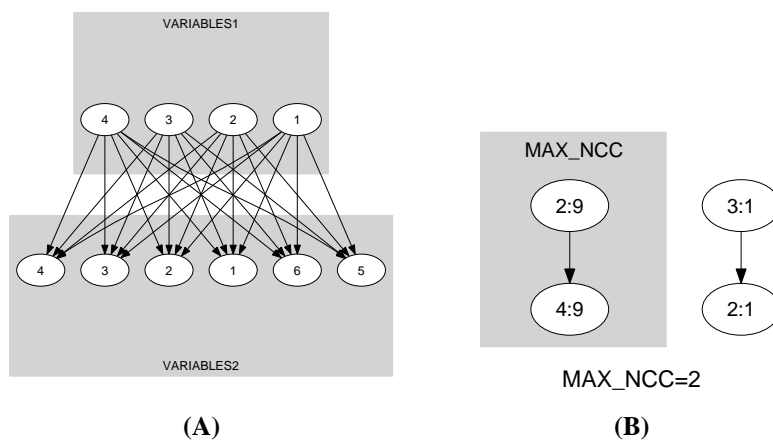 VARIABLES1
4 3 2 1
4 3 2 1 6 5
VARIABLES2
(A)
MAX_NCC
2:9 3:1
4:9 2:1
MAX_NCC=2
(B)